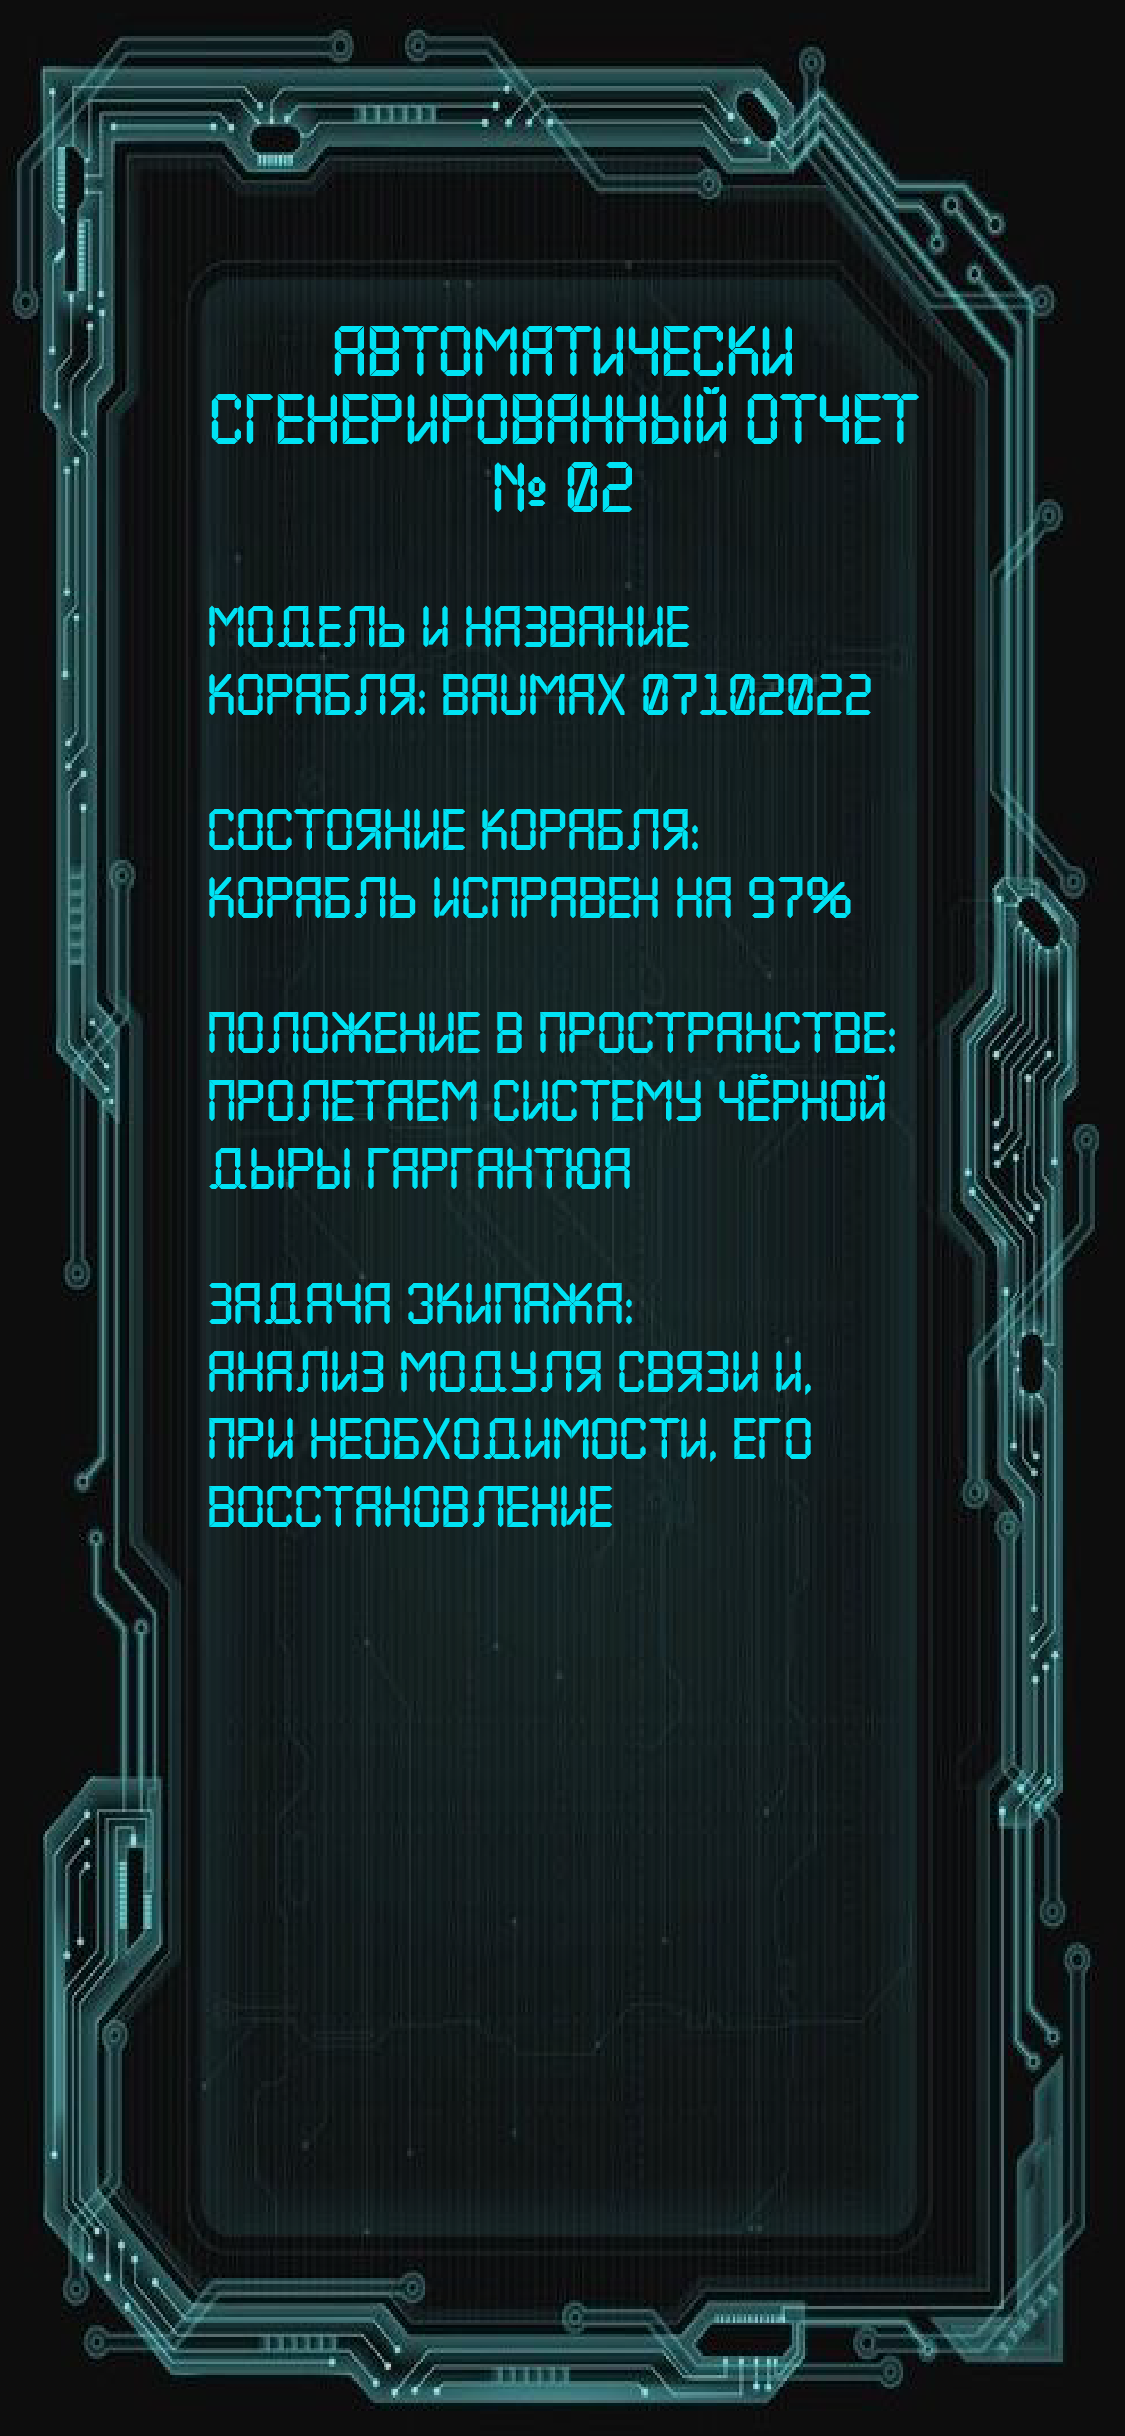 АВТОМАТИЧЕСКИ
СГЕНЕРИРОВАННЫЙ ОТЧЕТ
№ 02
МОДЕЛЬ И НАЗВАНИЕ
КОРАБЛЯ: BAUMAX 07102022
СОСТОЯНИЕ КОРАБЛЯ:
КОРАБЛЬ ИСПРАВЕН НА 97%
ПОЛОЖЕНИЕ В ПРОСТРАНСТВЕ:
ПРОЛЕТАЕМ СИСТЕМУ ЧЁРНОЙ
ДЫРЫ ГАРГАНТЮА
ЗАДАЧА ЭКИПАЖА:
АНАЛИЗ МОДУЛЯ СВЯЗИ И,
ПРИ НЕОБХОДИМОСТИ, ЕГО
ВОССТАНОВЛЕНИЕ